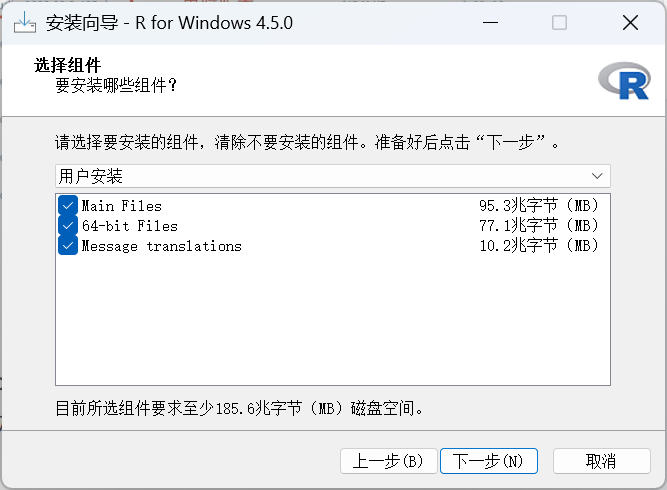 安装向导 - R for Windows 4.5.0
选择组件
要安装哪些组件?
R
请选择要安装的组件，清除不要安装的组件。准备好后点击“下一步”。
用户安装
Main Files 95.3兆字节（MB）
64-bit Files 77.1兆字节（MB）
Message translations 10.2兆字节（MB）
目前所选组件要求至少185.6兆字节（MB）磁盘空间。
上一步(B) 下一步(N) 取消